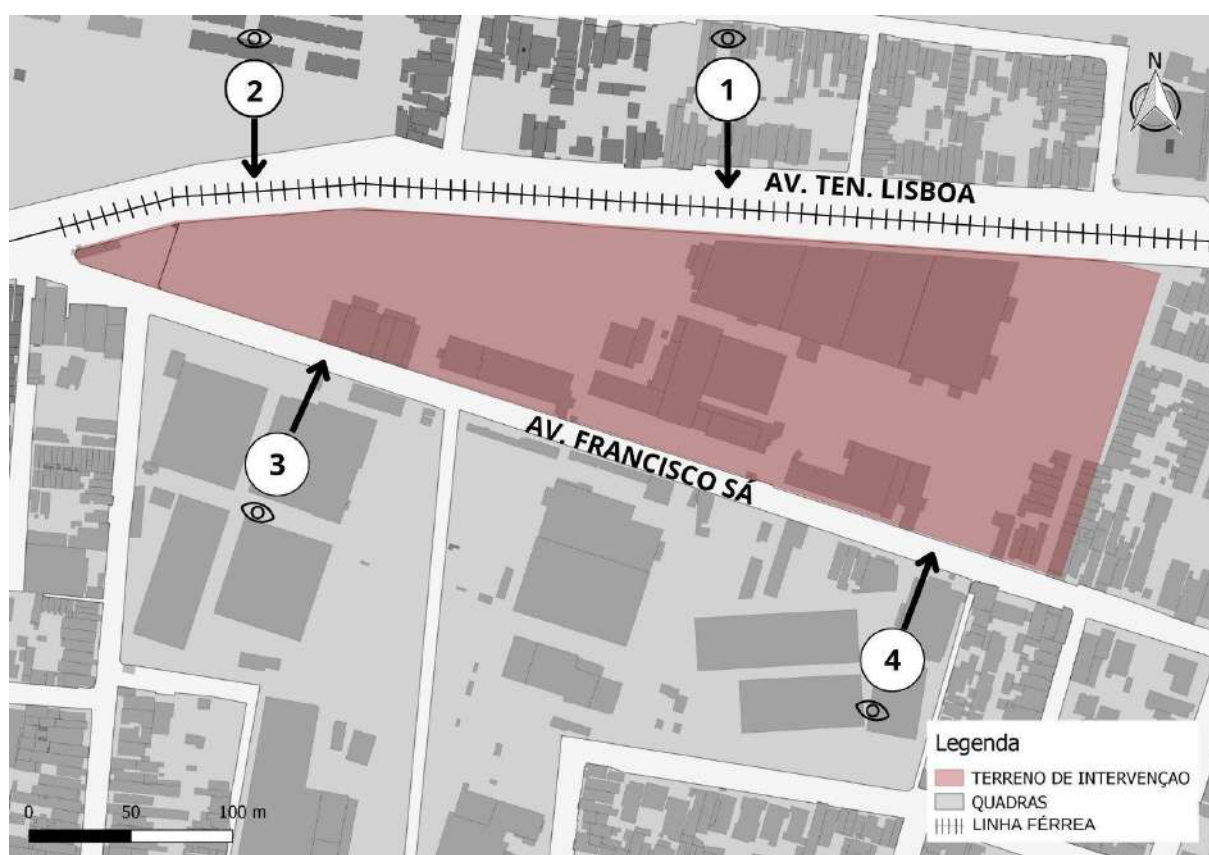 2
1
N
AV. TEN. LISBOA
3
AV. FRANCISCO SÁ
4
Legenda
TERRENO DE INTERVENÇAO
QUADRAS
LINHA FÉRREA
0 50 100 m